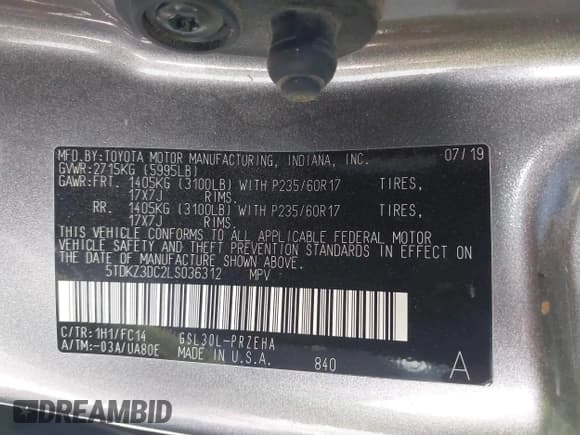 MFD.BY:TOYOTA MOTOR MANUFACTURING, INDIANA, INC. 07/19
GVWR:2715KG (5995LB)
GAWR:FRT. 1405KG (3100LB) WITH P235/60R17 TIRES,
17X7J RIMS.
RR. 1405KG (3100LB) WITH P235/60R17 TIRES,
17X7J RIMS.
THIS VEHICLE CONFORMS TO ALL APPLICABLE FEDERAL MOTOR
VEHICLE SAFETY AND THEFT PREVENTION STANDARDS IN EFFECT ON
THE DATE OF MANUFACTURE SHOWN ABOVE.
5TDKZ3DC2LS036312 MPV
C/TR:1H1/FC14 GSL30L-PRZEHA
A/TM:-03A/UA80E MADE IN U.S.A. 840 A
DREAMBID